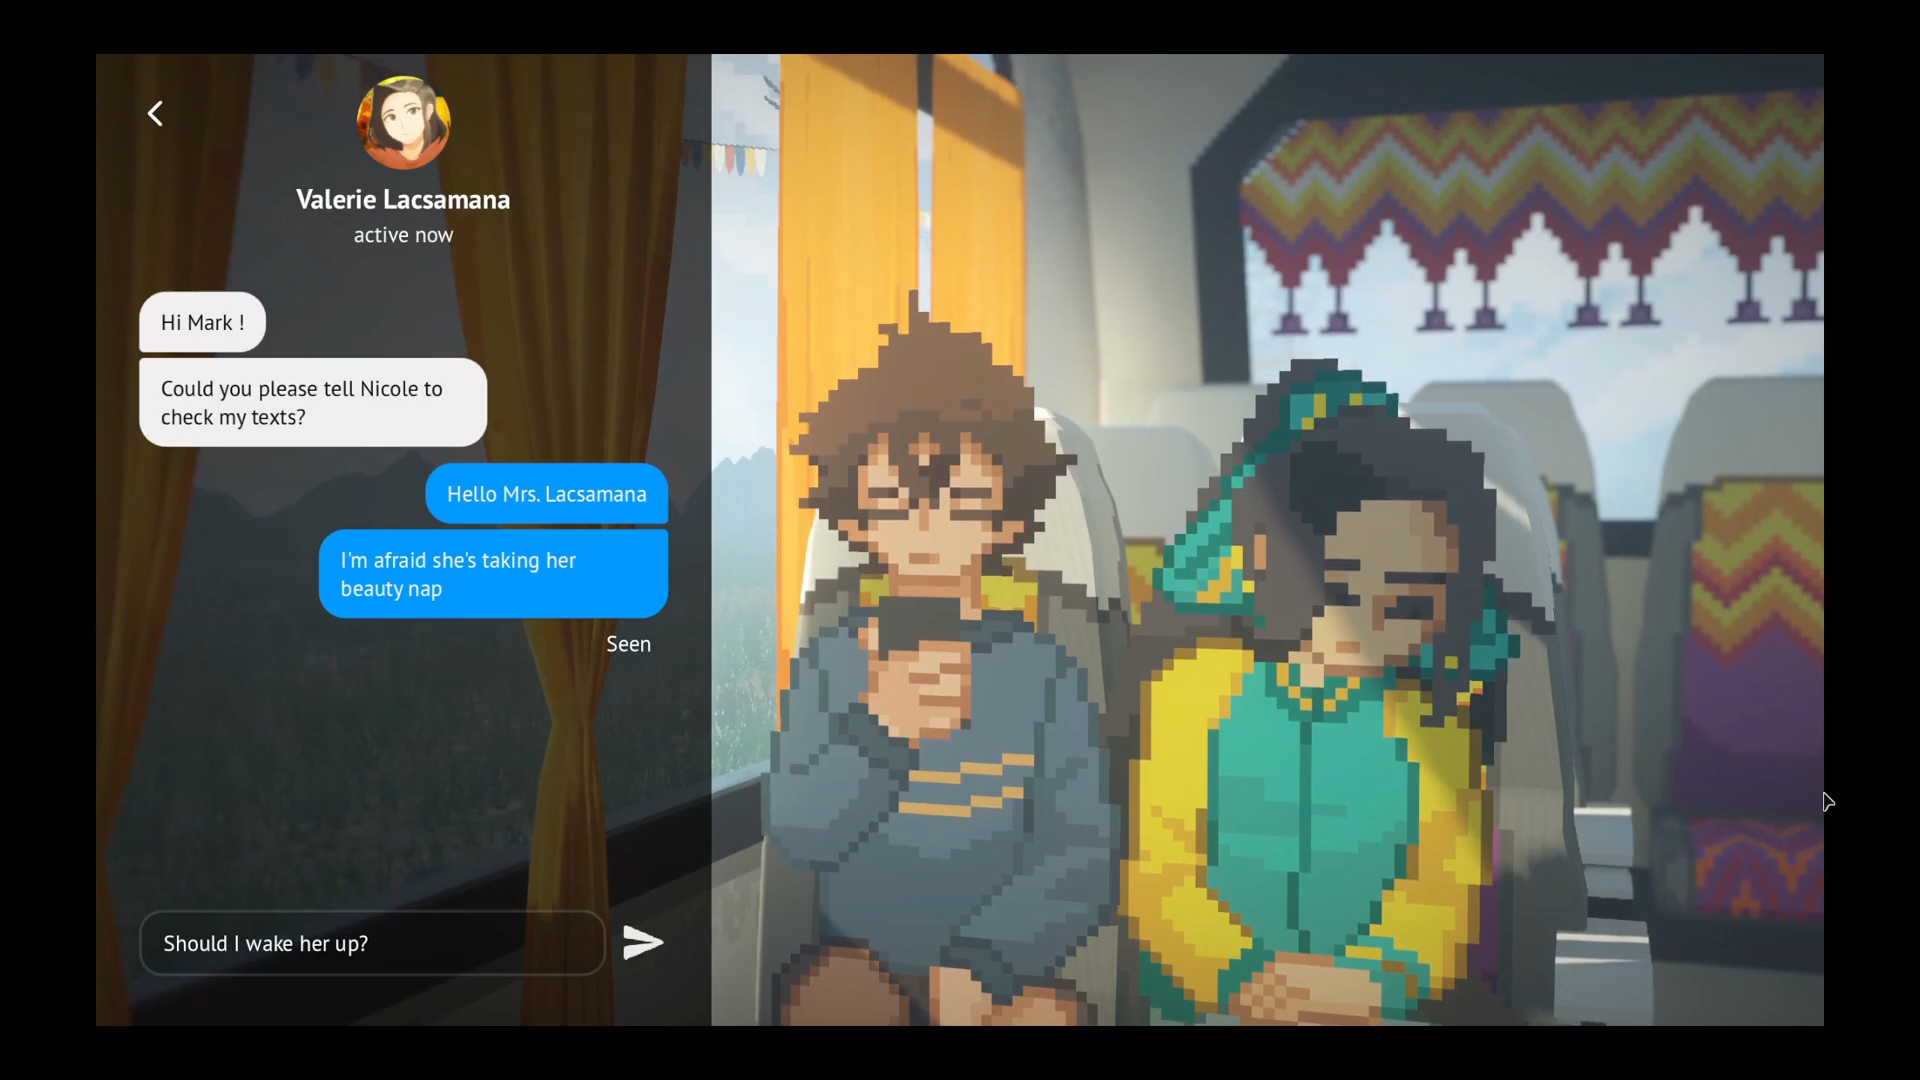 Valerie Lacsamana
active now
Hi Mark !
Could you please tell Nicole to
check my texts?
Hello Mrs. Lacsamana
I'm afraid she's taking her
beauty nap
Seen
Should I wake her up?